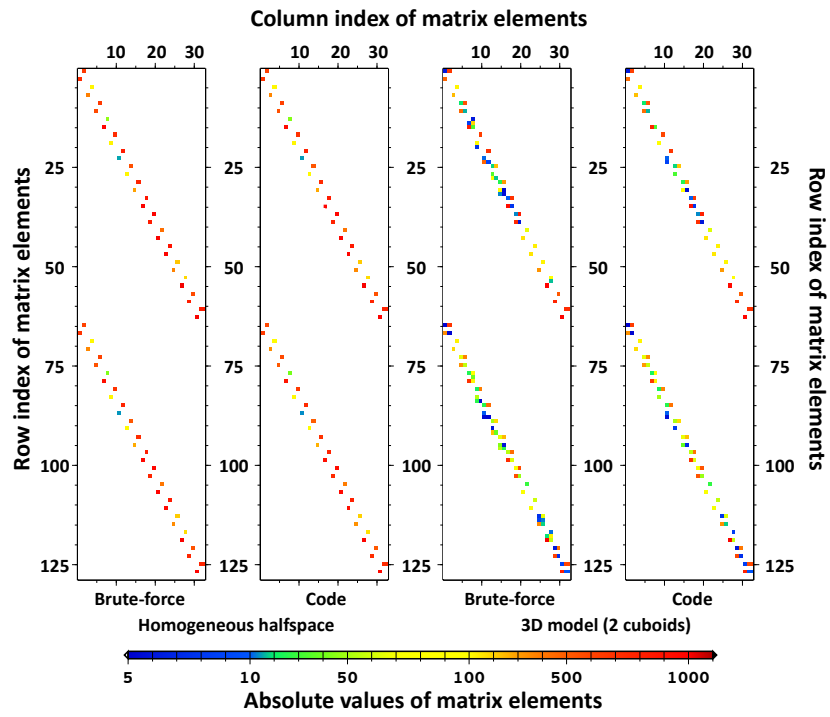 Column index of matrix elements
10 20 30 10 20 30 10 20 30 10 20 30
Row index of matrix elements
25 25 25 25
50 50 50 50
75 75 75 75
100 100 100 100
125 125 125 125
Row index of matrix elements
Brute-force Code Brute-force Code
Homogeneous halfspace 3D model (2 cuboids)
5 10 50 100 500 1000
Absolute values of matrix elements